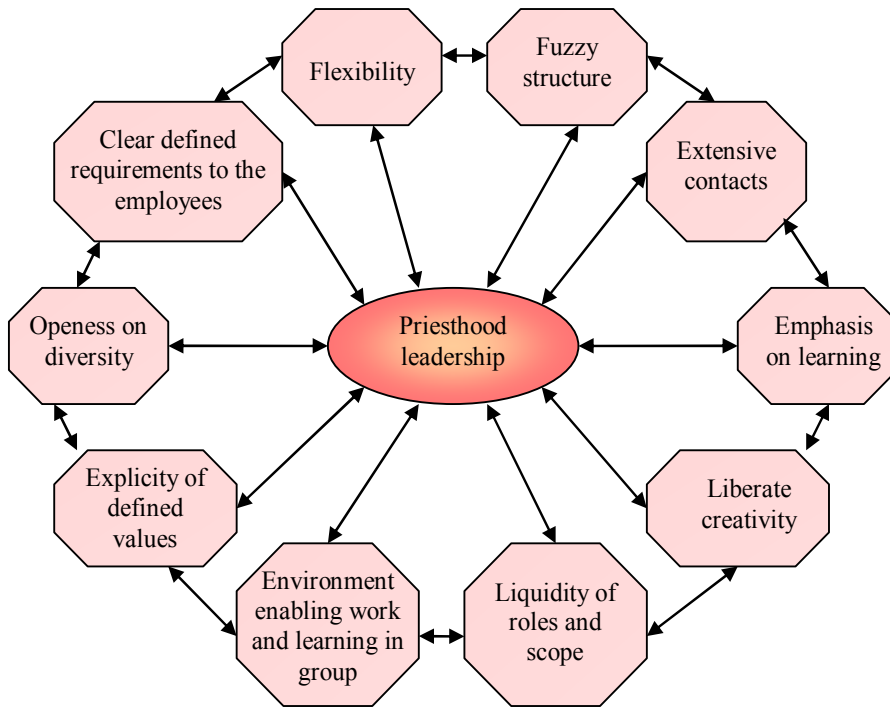 Flexibility
Fuzzy
structure
Clear defined
requirements to the
employees
Extensive
contacts
Openess on
diversity
Priesthood
leadership
Emphasis
on learning
Explicity of
defined
values
Liberate
creativity
Environment
enabling work
and learning in
group
Liquidity of
roles and
scope